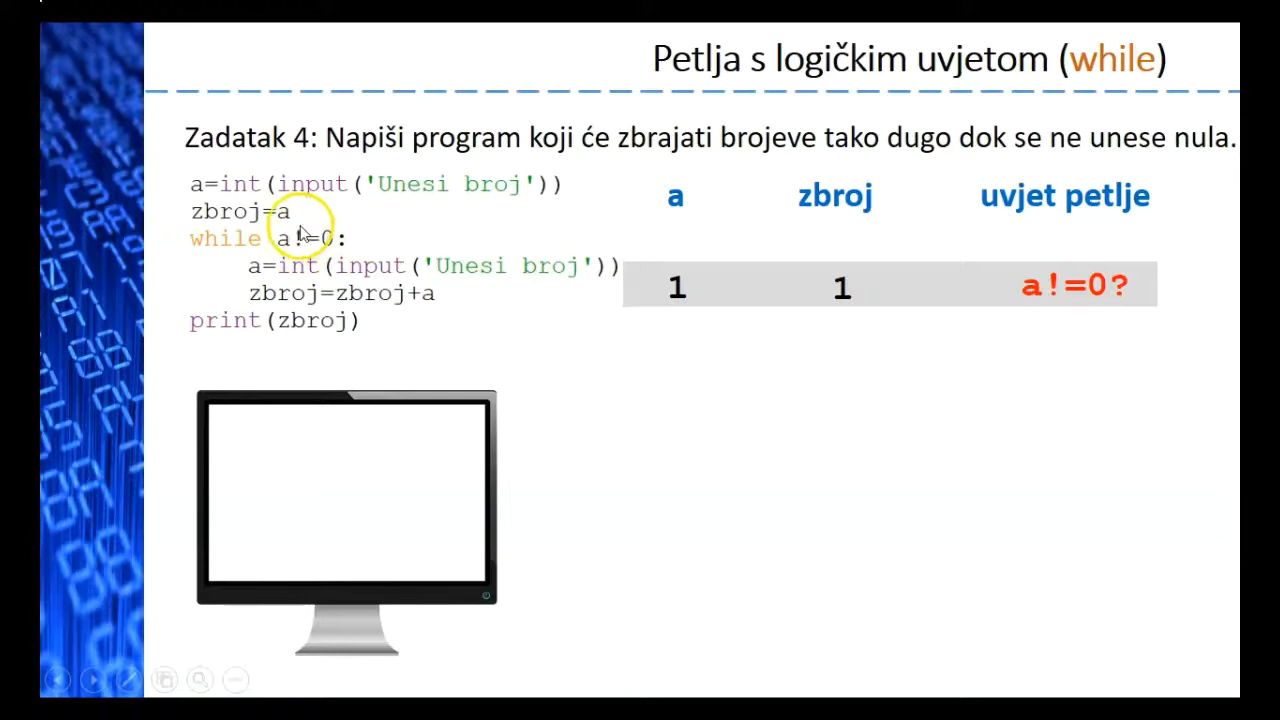 Petlja s logičkim uvjetom (while)
Zadatak 4: Napiši program koji će zbrajati brojeve tako dugo dok se ne unese nula.
a=int(input('Unesi broj'))
zbroj=a
while a!=0:
    a=int(input('Unesi broj'))
    zbroj=zbroj+a
print(zbroj)
a zbroj uvjet petlje
1 1 a!=0?